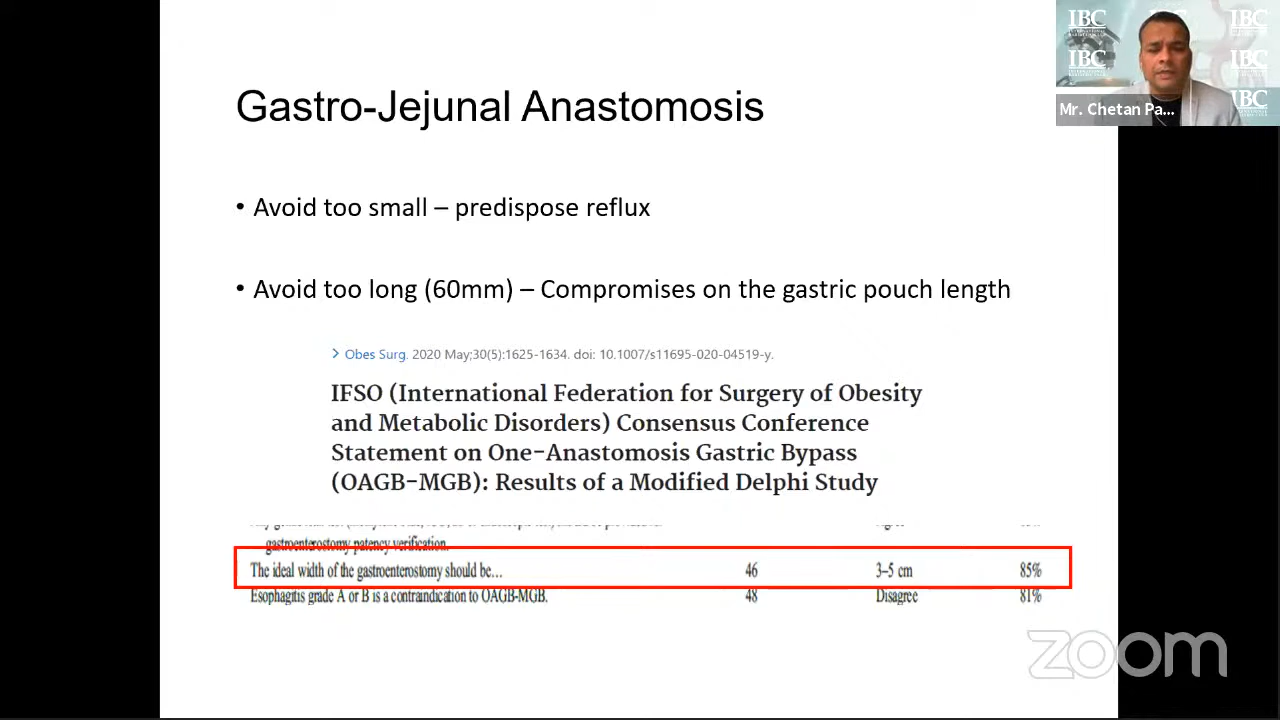 Gastro-Jejunal Anastomosis
• Avoid too small – predispose reflux
• Avoid too long (60mm) – Compromises on the gastric pouch length
> Obes Surg. 2020 May;30(5):1625-1634. doi: 10.1007/s11695-020-04519-y.
IFSO (International Federation for Surgery of Obesity
and Metabolic Disorders) Consensus Conference
Statement on One-Anastomosis Gastric Bypass
(OAGB-MGB): Results of a Modified Delphi Study
gastroenterostomy patency verification.
The ideal width of the gastroenterostomy should be... 46 3–5 cm 85%
Esophagitis grade A or B is a contraindication to OAGB-MGB. 48 Disagree 81%
IBC
IBC
IBC
IBC
IBC
Mr. Chetan Pa...
zoom